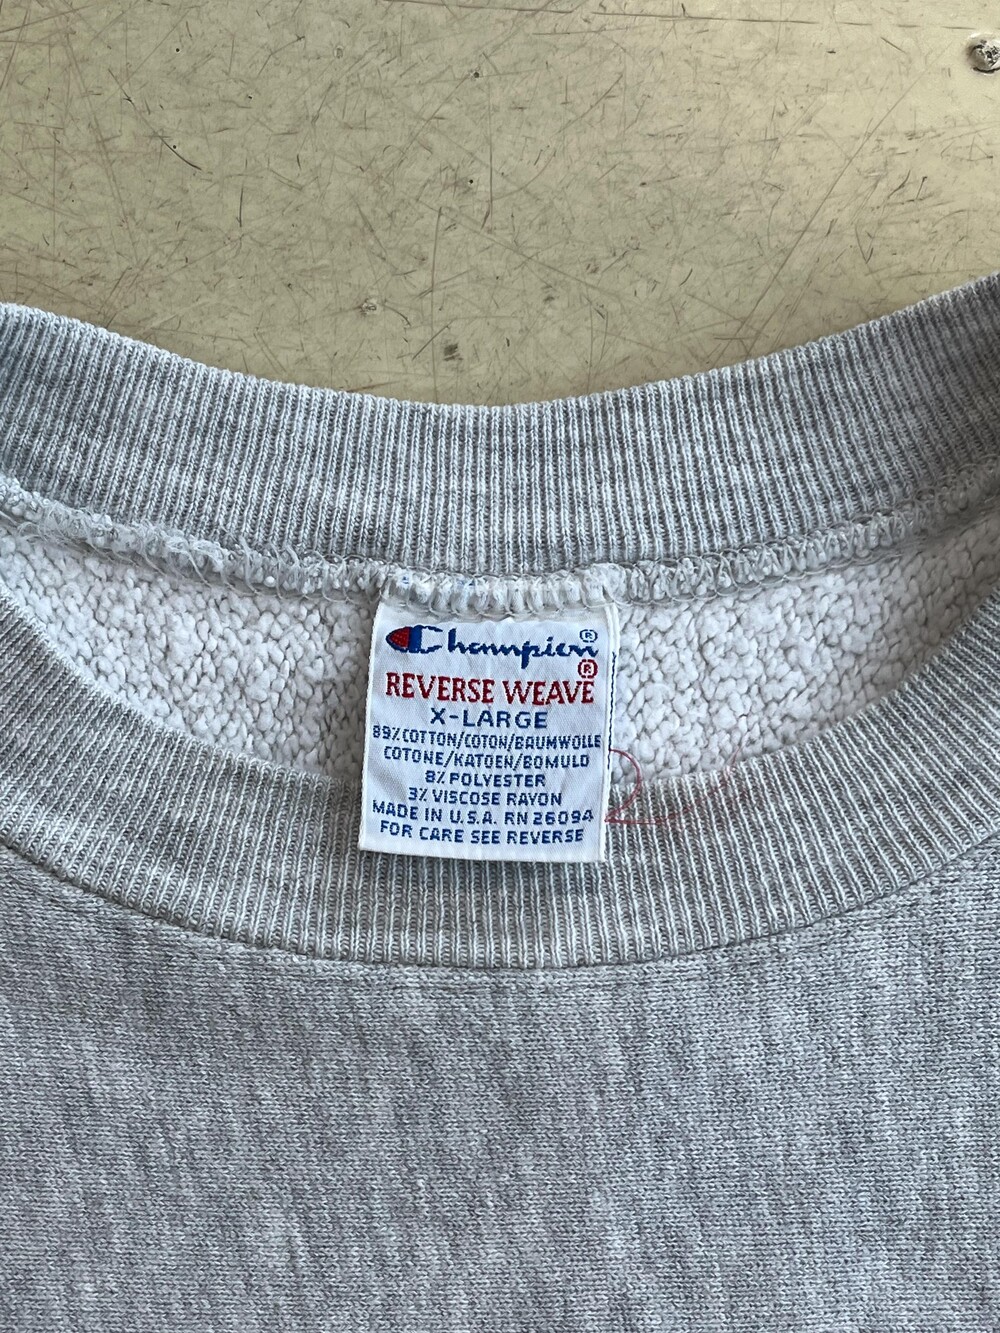 Champion®
REVERSE WEAVE®
X-LARGE
89% COTTON/COTON/BAUMWOLLE
COTONE/KATOEN/BOMULD
8% POLYESTER
3% VISCOSE RAYON
MADE IN U.S.A. RN 26094
FOR CARE SEE REVERSE